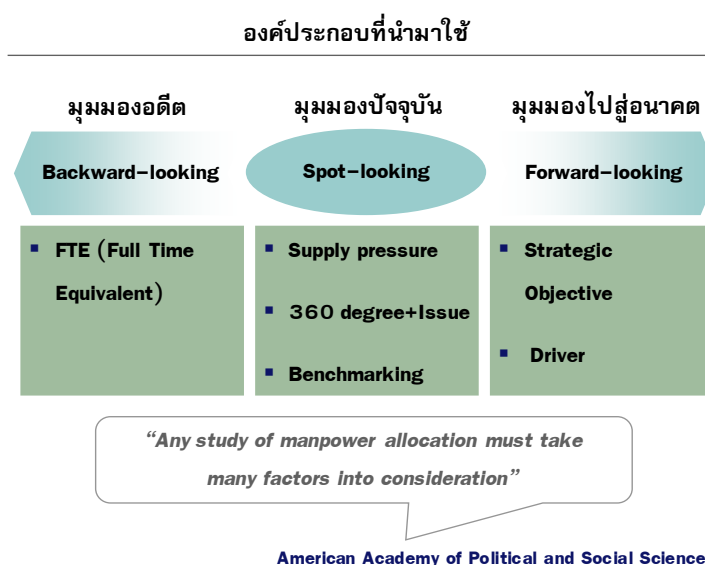 องค์ประกอบที่นำมาใช้
มุมมองอดีต
มุมมองปัจจุบัน
มุมมองไปสู่อนาคต
Backward-looking
Spot-looking
Forward-looking
▪ FTE (Full Time
Equivalent)
▪ Supply pressure
▪ 360 degree+Issue
▪ Benchmarking
▪ Strategic
Objective
▪ Driver
“Any study of manpower allocation must take
many factors into consideration”
American Academy of Political and Social Science